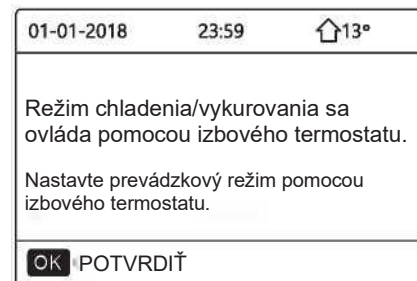 01-01-2018 23:59 13°
Režim chladenia/vykurovania sa
ovláda pomocou izbového termostatu.
Nastavte prevádzkový režim pomocou
izbového termostatu.
OK POTVRDIŤ